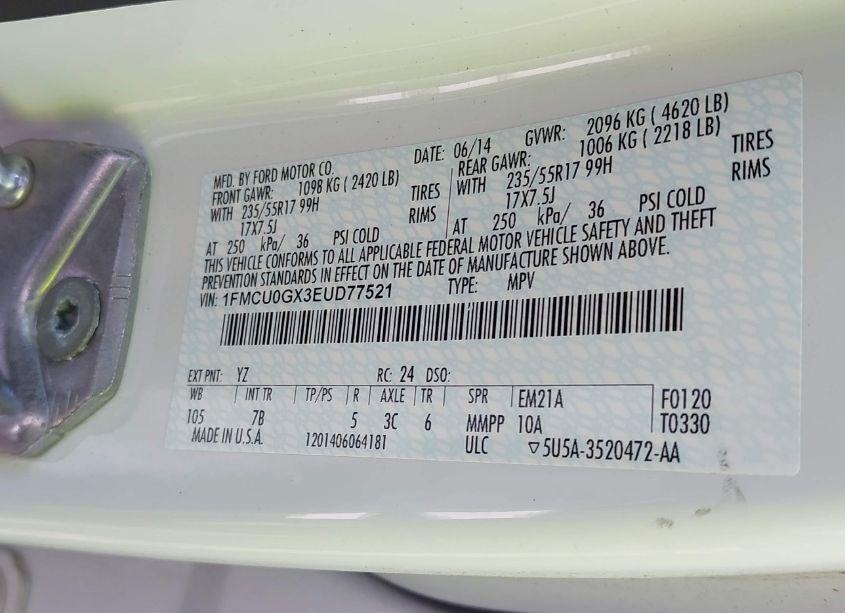 MFD. BY FORD MOTOR CO. DATE: 06/14 GVWR: 2096 KG ( 4620 LB)
FRONT GAWR: 1098 KG ( 2420 LB) REAR GAWR: 1006 KG ( 2218 LB)
WITH 235/55R17 99H TIRES WITH 235/55R17 99H TIRES
17X7.5J RIMS 17X7.5J RIMS
AT 250 kPa/ 36 PSI COLD AT 250 kPa/ 36 PSI COLD
THIS VEHICLE CONFORMS TO ALL APPLICABLE FEDERAL MOTOR VEHICLE SAFETY AND THEFT
PREVENTION STANDARDS IN EFFECT ON THE DATE OF MANUFACTURE SHOWN ABOVE.
VIN: 1FMCU0GX3EUD77521 TYPE: MPV
EXT PNT: YZ RC: 24 DSO:
WB INT TR TP/PS R AXLE TR SPR EM21A F0120
105 7B 5 3C 6 MMPP 10A T0330
MADE IN U.S.A. 1201406064181 ULC ▽5U5A-3520472-AA